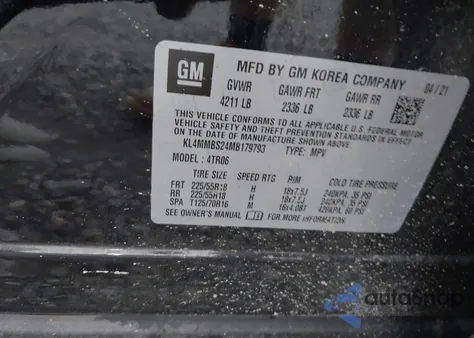 GM
MFD BY GM KOREA COMPANY 04/21
GVWR GAWR FRT GAWR RR
4211 LB 2336 LB 2336 LB
THIS VEHICLE CONFORMS TO ALL APPLICABLE U.S. FEDERAL MOTOR
VEHICLE SAFETY AND THEFT PREVENTION STANDARDS IN EFFECT
ON THE DATE OF MANUFACTURE SHOWN ABOVE.
KL4MMBS24MB179793 TYPE: MPV
MODEL: 4TR06
TIRE SIZE SPEED RTG RIM COLD TIRE PRESSURE
FRT 225/55R18 H 18x7.5J 240KPA, 35 PSI
RR 225/55R18 H 18x7.5J 240KPA, 35 PSI
SPA T125/70R16 M 16x4.0BT 420KPA, 60 PSI
SEE OWNER'S MANUAL FOR MORE INFORMATION.
autosnap